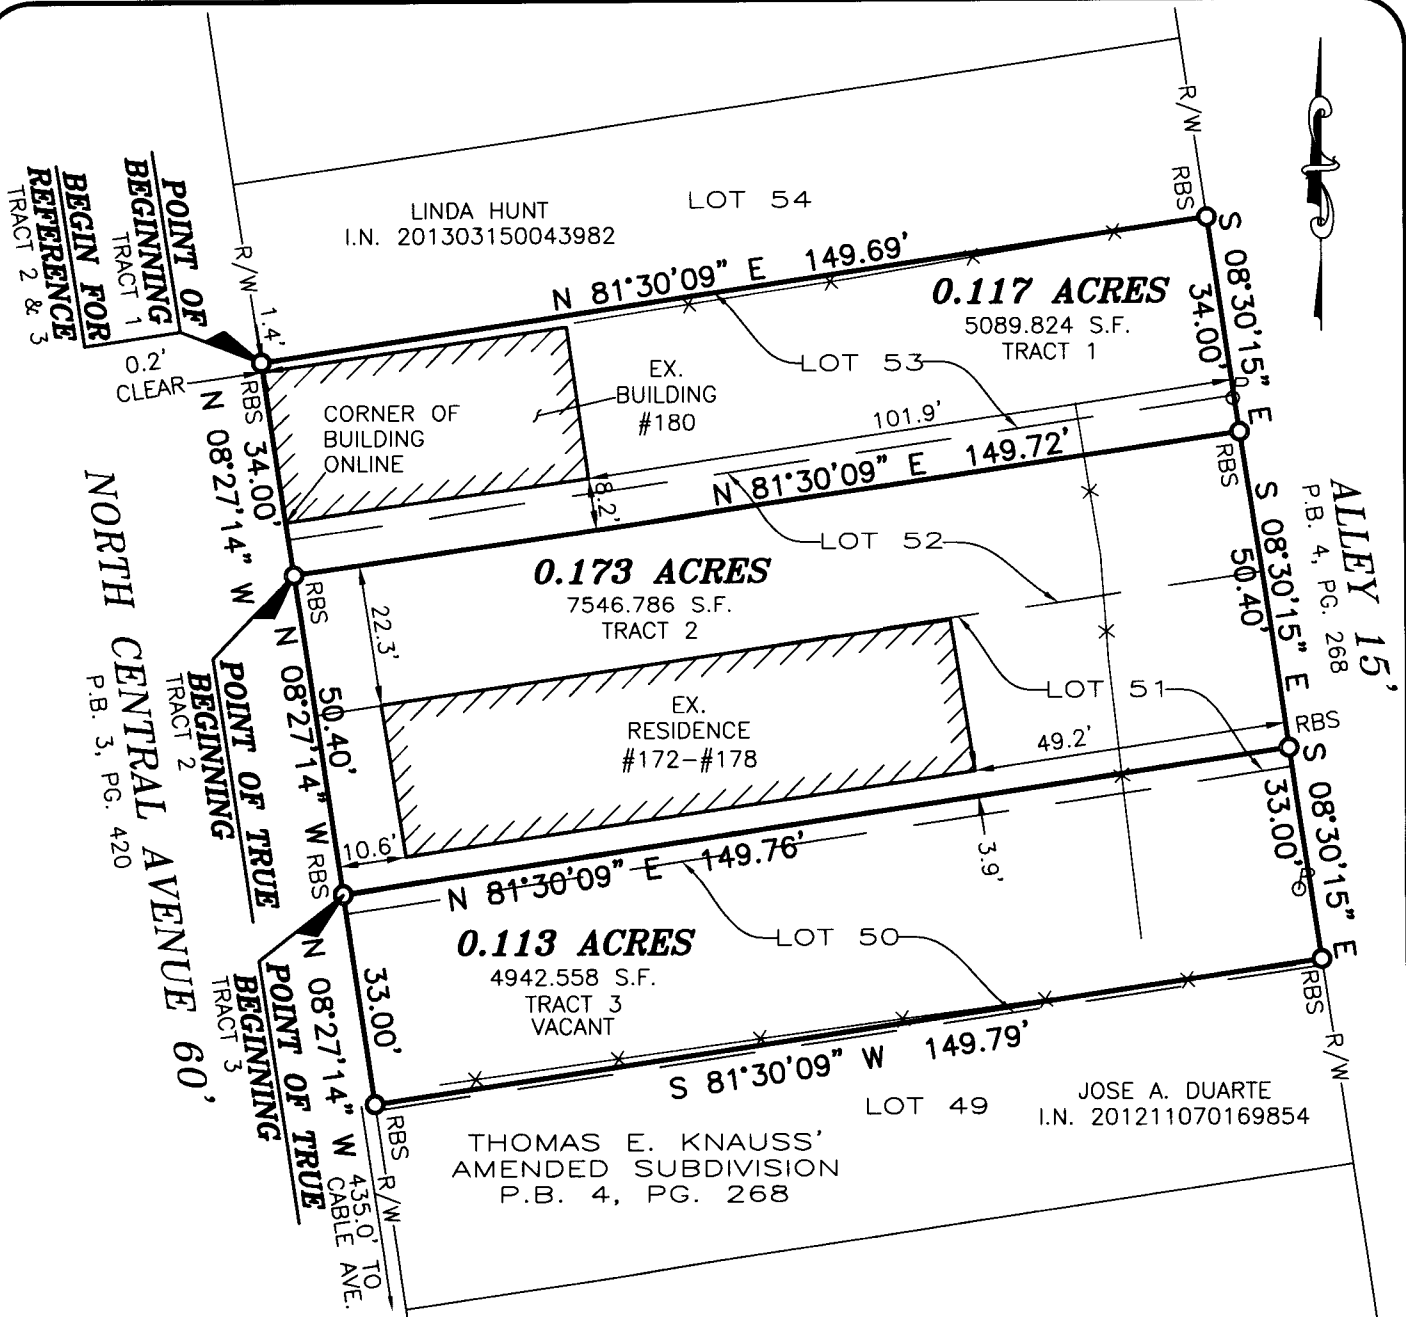 R/W
RBS
LOT 54
LINDA HUNT
I.N. 201303150043982
N 81°30'09" E 149.69'
0.117 ACRES
5089.824 S.F.
TRACT 1
S 08°30'15" E
34.00'
POINT OF
BEGINNING
TRACT 1
BEGIN FOR
REFERENCE
TRACT 2 & 3
R/W
1.4'
0.2'
CLEAR
RBS
34.00'
N 08°27'14" W
CORNER OF
BUILDING
ONLINE
EX.
BUILDING
#180
LOT 53
101.9'
8.2'
N 81°30'09" E 149.72'
RBS
LOT 52
ALLEY 15'
P.B. 4, PG. 268
S 08°30'15" E
50.40'
0.173 ACRES
7546.786 S.F.
TRACT 2
RBS
22.3'
N 08°27'14" W
50.40'
POINT OF TRUE
BEGINNING
TRACT 2
NORTH CENTRAL AVENUE 60'
P.B. 3, PG. 420
EX.
RESIDENCE
#172-#178
LOT 51
49.2'
RBS
10.6'
RBS
3.9'
N 81°30'09" E 149.76'
S 08°30'15" E
33.00'
LOT 50
0.113 ACRES
4942.558 S.F.
TRACT 3
VACANT
33.00'
N 08°27'14" W
POINT OF TRUE
BEGINNING
TRACT 3
S 81°30'09" W 149.79'
RBS
R/W
LOT 49
JOSE A. DUARTE
I.N. 201211070169854
THOMAS E. KNAUSS'
AMENDED SUBDIVISION
P.B. 4, PG. 268
RBS
R/W
435.0' TO
CABLE AVE.